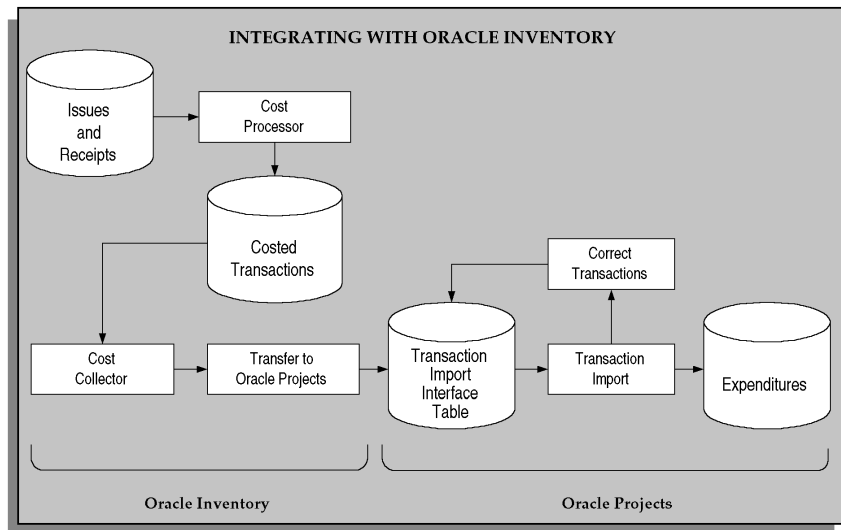 INTEGRATING WITH ORACLE INVENTORY
Issues
and
Receipts
Cost
Processor
Costed
Transactions
Correct
Transactions
Cost
Collector
Transfer to
Oracle Projects
Transaction
Import
Interface
Table
Transaction
Import
Expenditures
Oracle Inventory
Oracle Projects